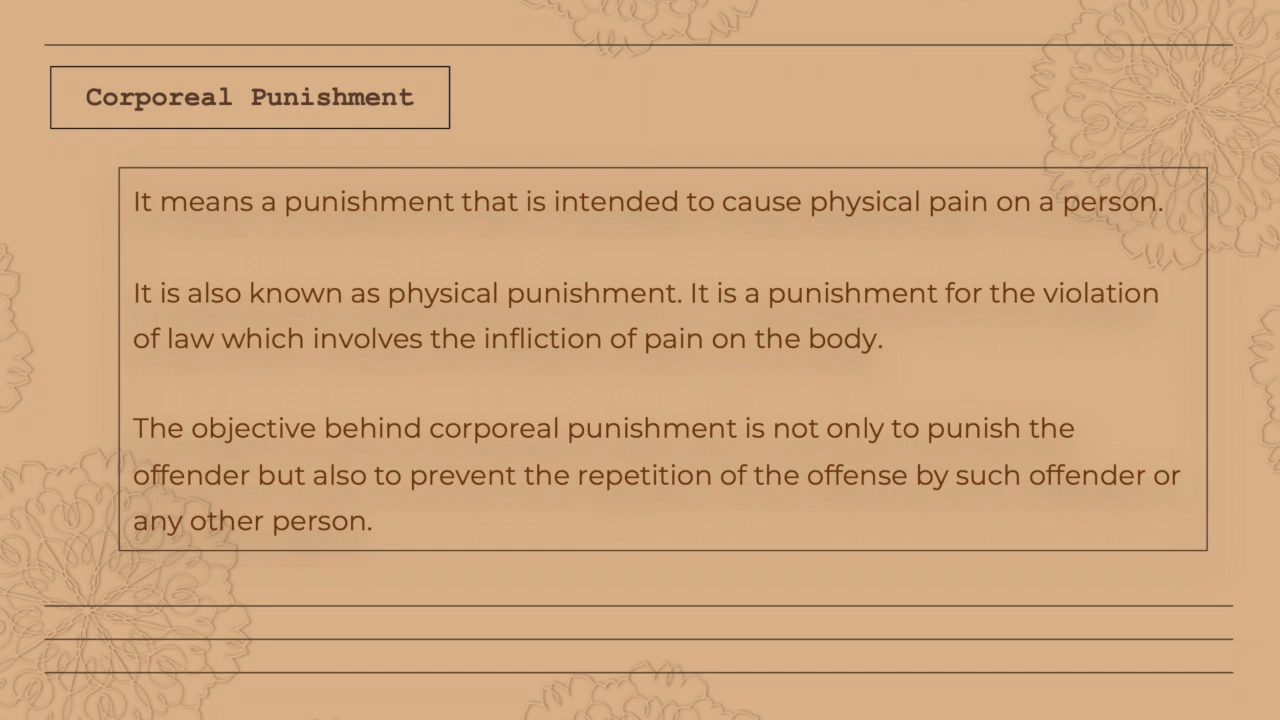 Corporeal Punishment
It means a punishment that is intended to cause physical pain on a person.
It is also known as physical punishment. It is a punishment for the violation
of law which involves the infliction of pain on the body.
The objective behind corporeal punishment is not only to punish the
offender but also to prevent the repetition of the offense by such offender or
any other person.